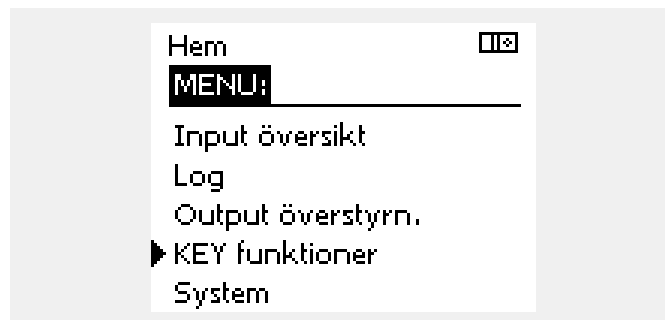 Hem
MENU:
Input översikt
Log
Output överstyrn.
KEY funktioner
System